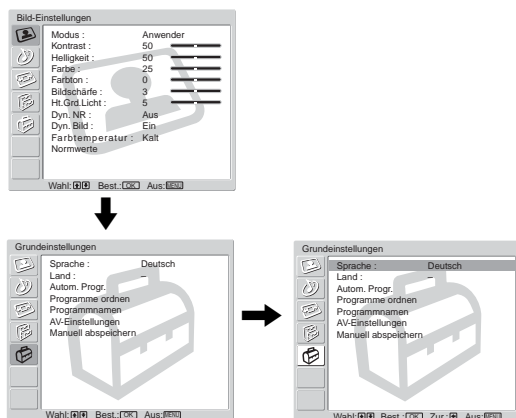 Bild-Einstellungen
Modus : Anwender
Kontrast : 50
Helligkeit : 50
Farbe : 25
Farbton : 0
Bildschärfe : 3
Ht.Grd.Licht : 5
Dyn. NR : Aus
Dyn. Bild : Ein
Farbtemperatur : Kalt
Normwerte
Wahl: Best.: OK Aus: MENU
Grundeinstellungen
Sprache : Deutsch
Land : –
Autom. Progr.
Programme ordnen
Programmnamen
AV-Einstellungen
Manuell abspeichern
Wahl: Best.: OK Aus: MENU
Grundeinstellungen
Sprache : Deutsch
Land : –
Autom. Progr.
Programme ordnen
Programmnamen
AV-Einstellungen
Manuell abspeichern
Wahl: Best.: OK Zur.: Aus: MENU